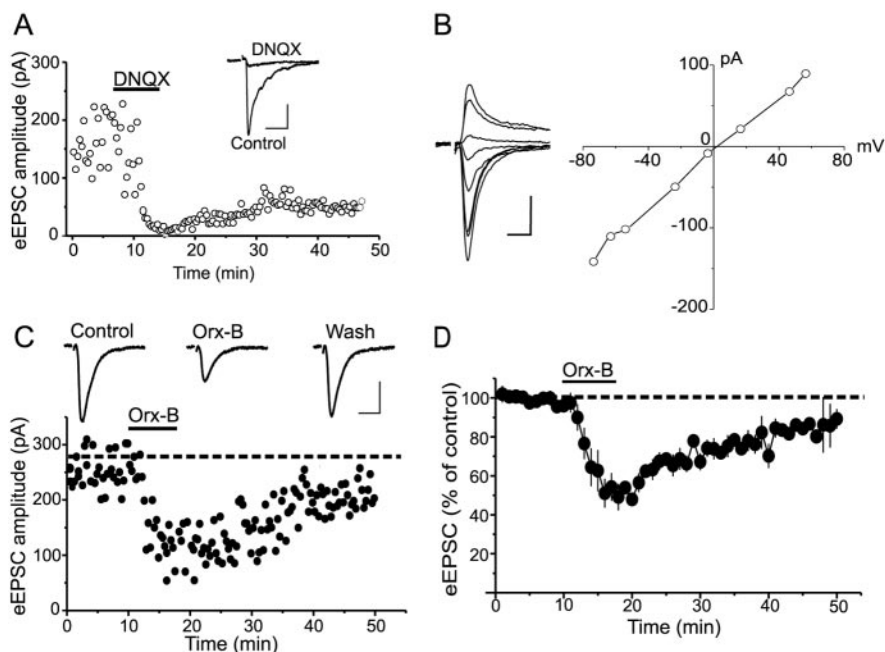 A
eEPSC amplitude (pA)
300
200
100
50
0
DNQX
DNQX
Control
0 10 20 30 40 50
Time (min)
B
pA
100
0
-100
-200
mV
-80 -40 40 80
C
Control Orx-B Wash
Orx-B
eEPSC amplitude (pA)
400
300
200
100
0
0 10 20 30 40 50
Time (min)
D
Orx-B
eEPSC (% of control)
100
80
60
40
20
0 10 20 30 40 50
Time (min)